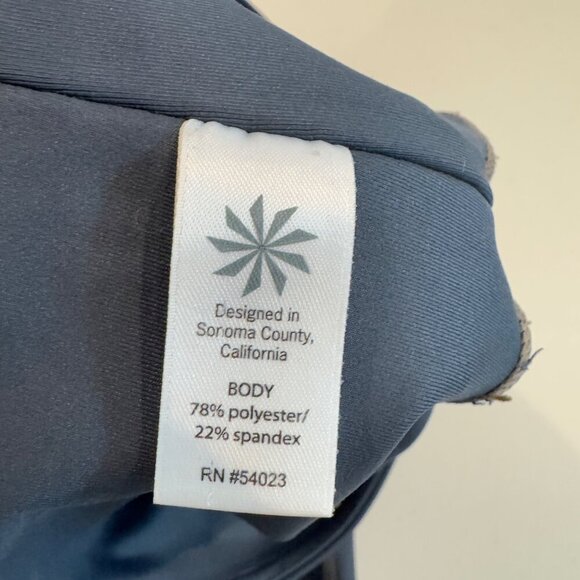 Designed in
Sonoma County,
California
BODY
78% polyester/
22% spandex
RN #54023